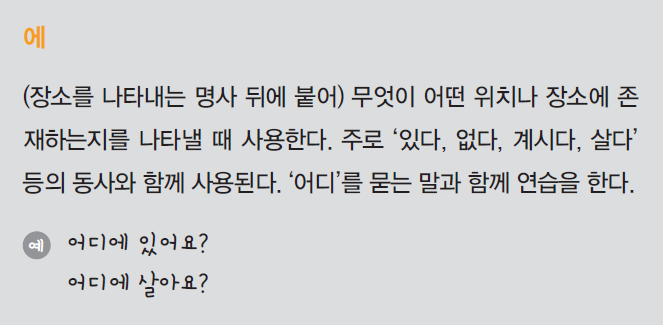 에
(장소를 나타내는 명사 뒤에 붙어) 무엇이 어떤 위치나 장소에 존
재하는지를 나타낼 때 사용한다. 주로 ‘있다, 없다, 계시다, 살다’
등의 동사와 함께 사용된다. ‘어디’를 묻는 말과 함께 연습을 한다.
예 어디에 있어요?
어디에 살아요?